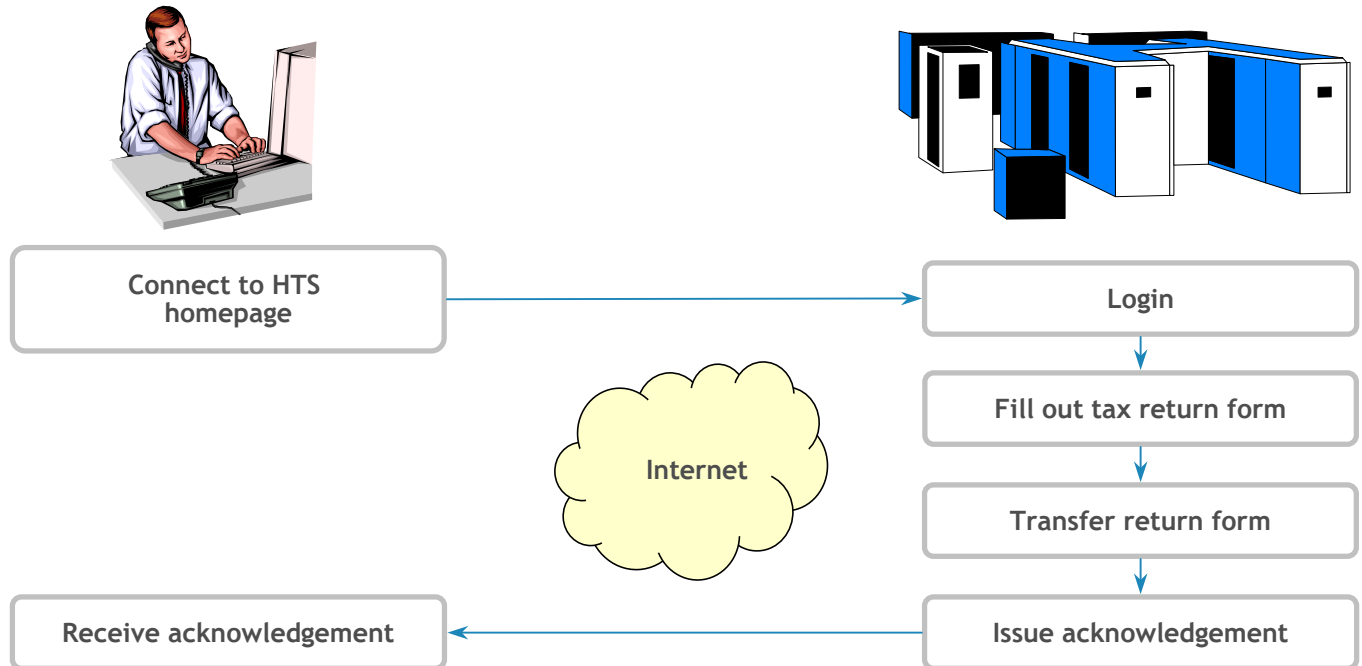 Connect to HTS
homepage
Login
Fill out tax return form
Internet
Transfer return form
Receive acknowledgement
Issue acknowledgement